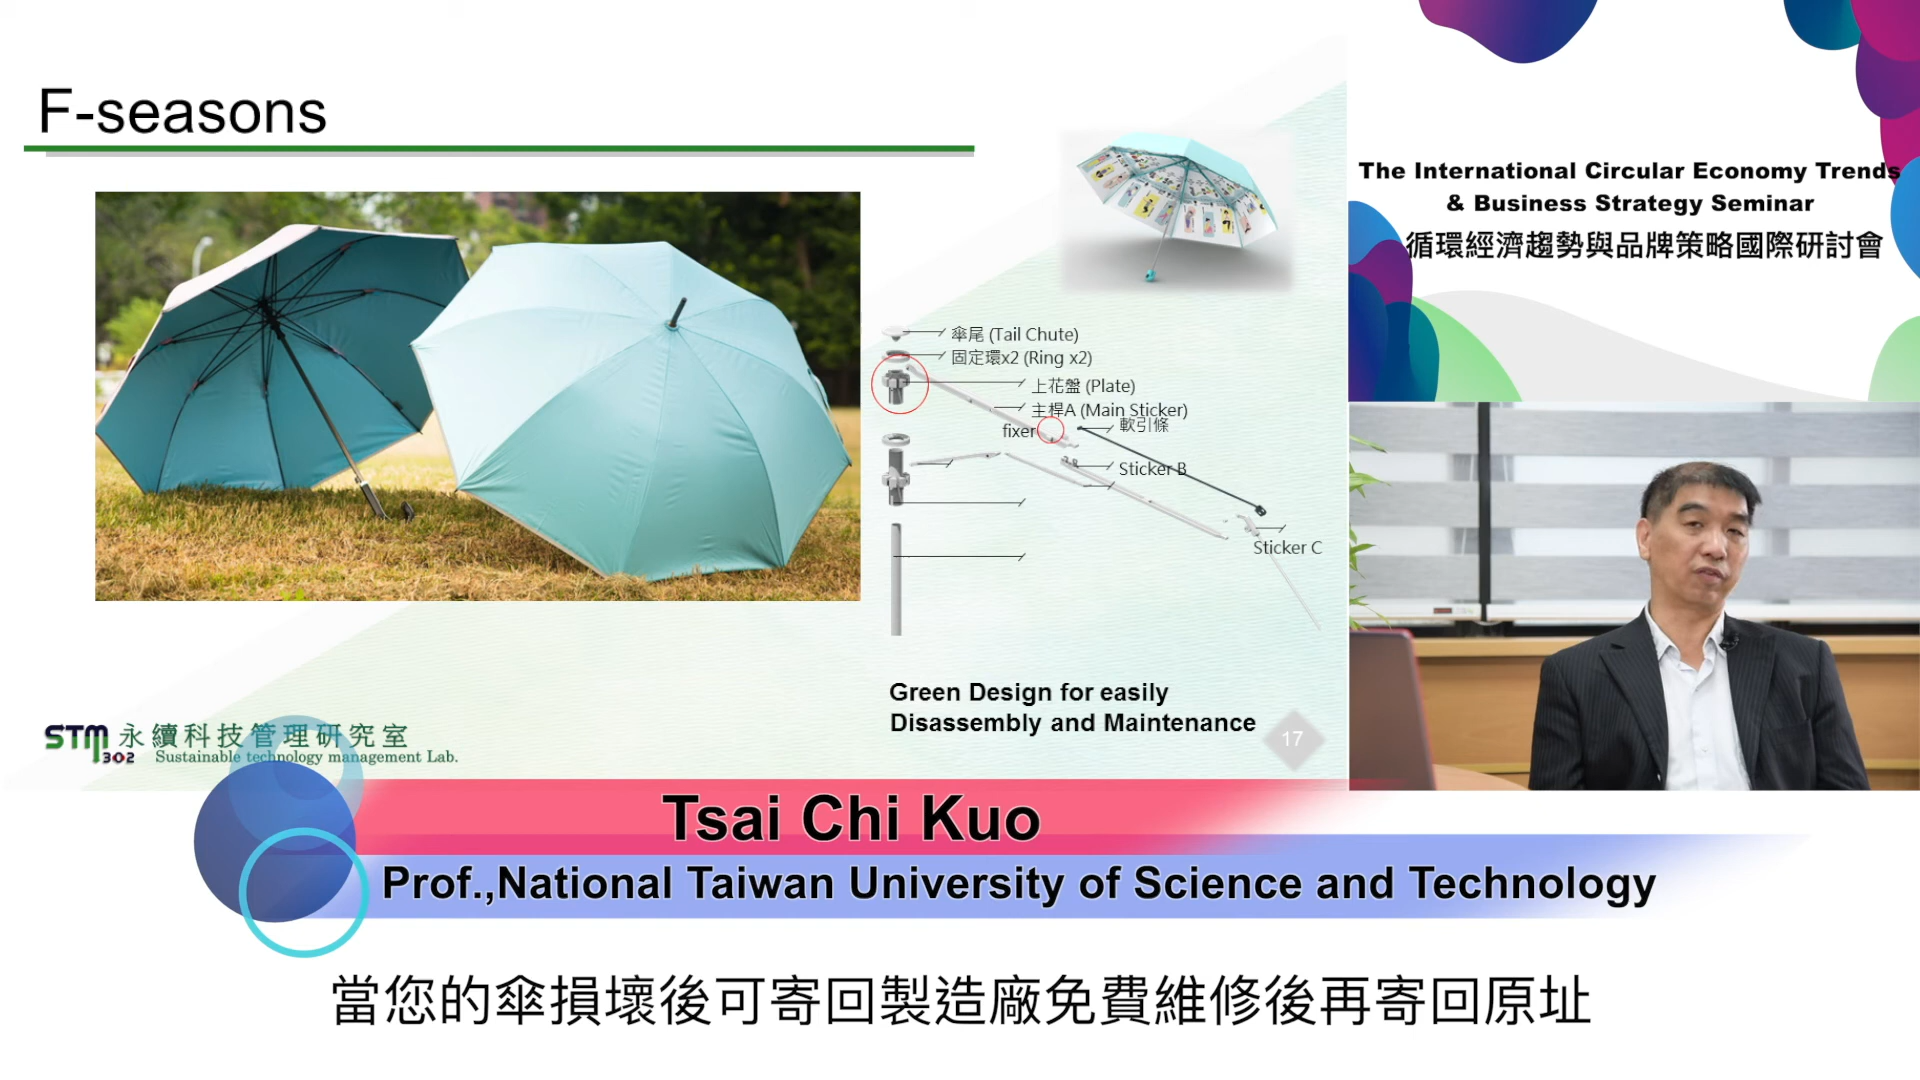 F-seasons
傘尾 (Tail Chute)
固定環x2 (Ring x2)
上花盤 (Plate)
主桿A (Main Sticker)
軟引條
fixer
Sticker B
Sticker C
Green Design for easily
Disassembly and Maintenance
17
STM 302
永續科技管理研究室
Sustainable technology management Lab.
The International Circular Economy Trends
& Business Strategy Seminar
循環經濟趨勢與品牌策略國際研討會
Tsai Chi Kuo
Prof.,National Taiwan University of Science and Technology
當您的傘損壞後可寄回製造廠免費維修後再寄回原址